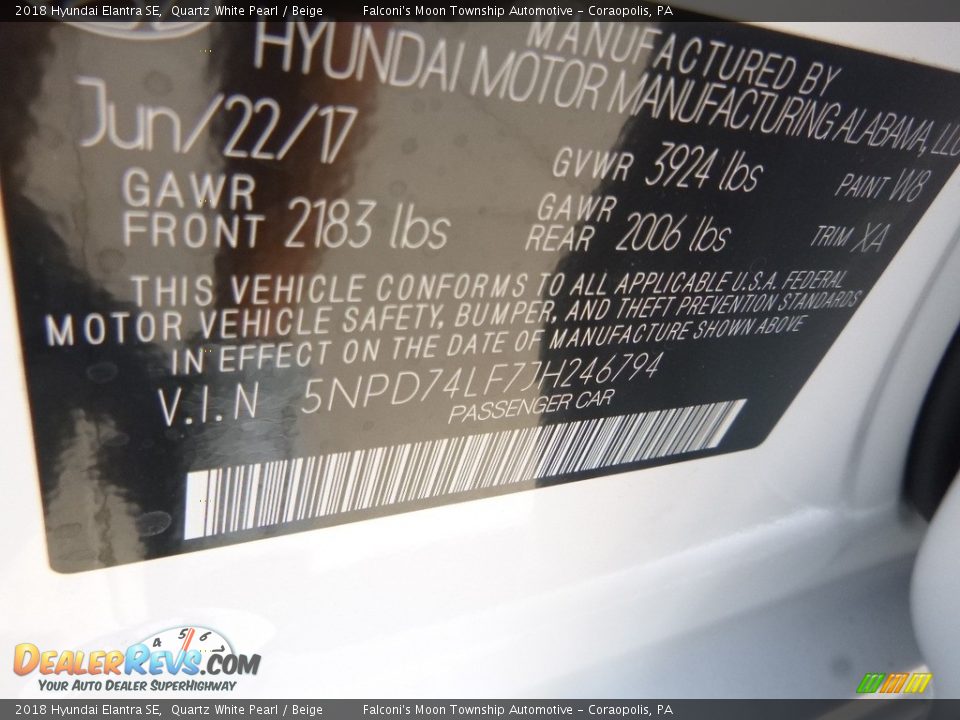 2018 Hyundai Elantra SE, Quartz White Pearl / Beige Falconi's Moon Township Automotive - Coraopolis, PA
MANUFACTURED BY
HYUNDAI MOTOR MANUFACTURING ALABAMA, LLC
Jun/22/17
GVWR 3924 lbs
PAINT W8
GAWR FRONT 2183 lbs
GAWR REAR 2006 lbs
TRIM XA
THIS VEHICLE CONFORMS TO ALL APPLICABLE U.S.A. FEDERAL
MOTOR VEHICLE SAFETY, BUMPER, AND THEFT PREVENTION STANDARDS
IN EFFECT ON THE DATE OF MANUFACTURE SHOWN ABOVE
V.I.N 5NPD74LF7JH246794
PASSENGER CAR
4 5 6
DEALERREVS.COM
YOUR AUTO DEALER SUPERHIGHWAY
2018 Hyundai Elantra SE, Quartz White Pearl / Beige Falconi's Moon Township Automotive - Coraopolis, PA